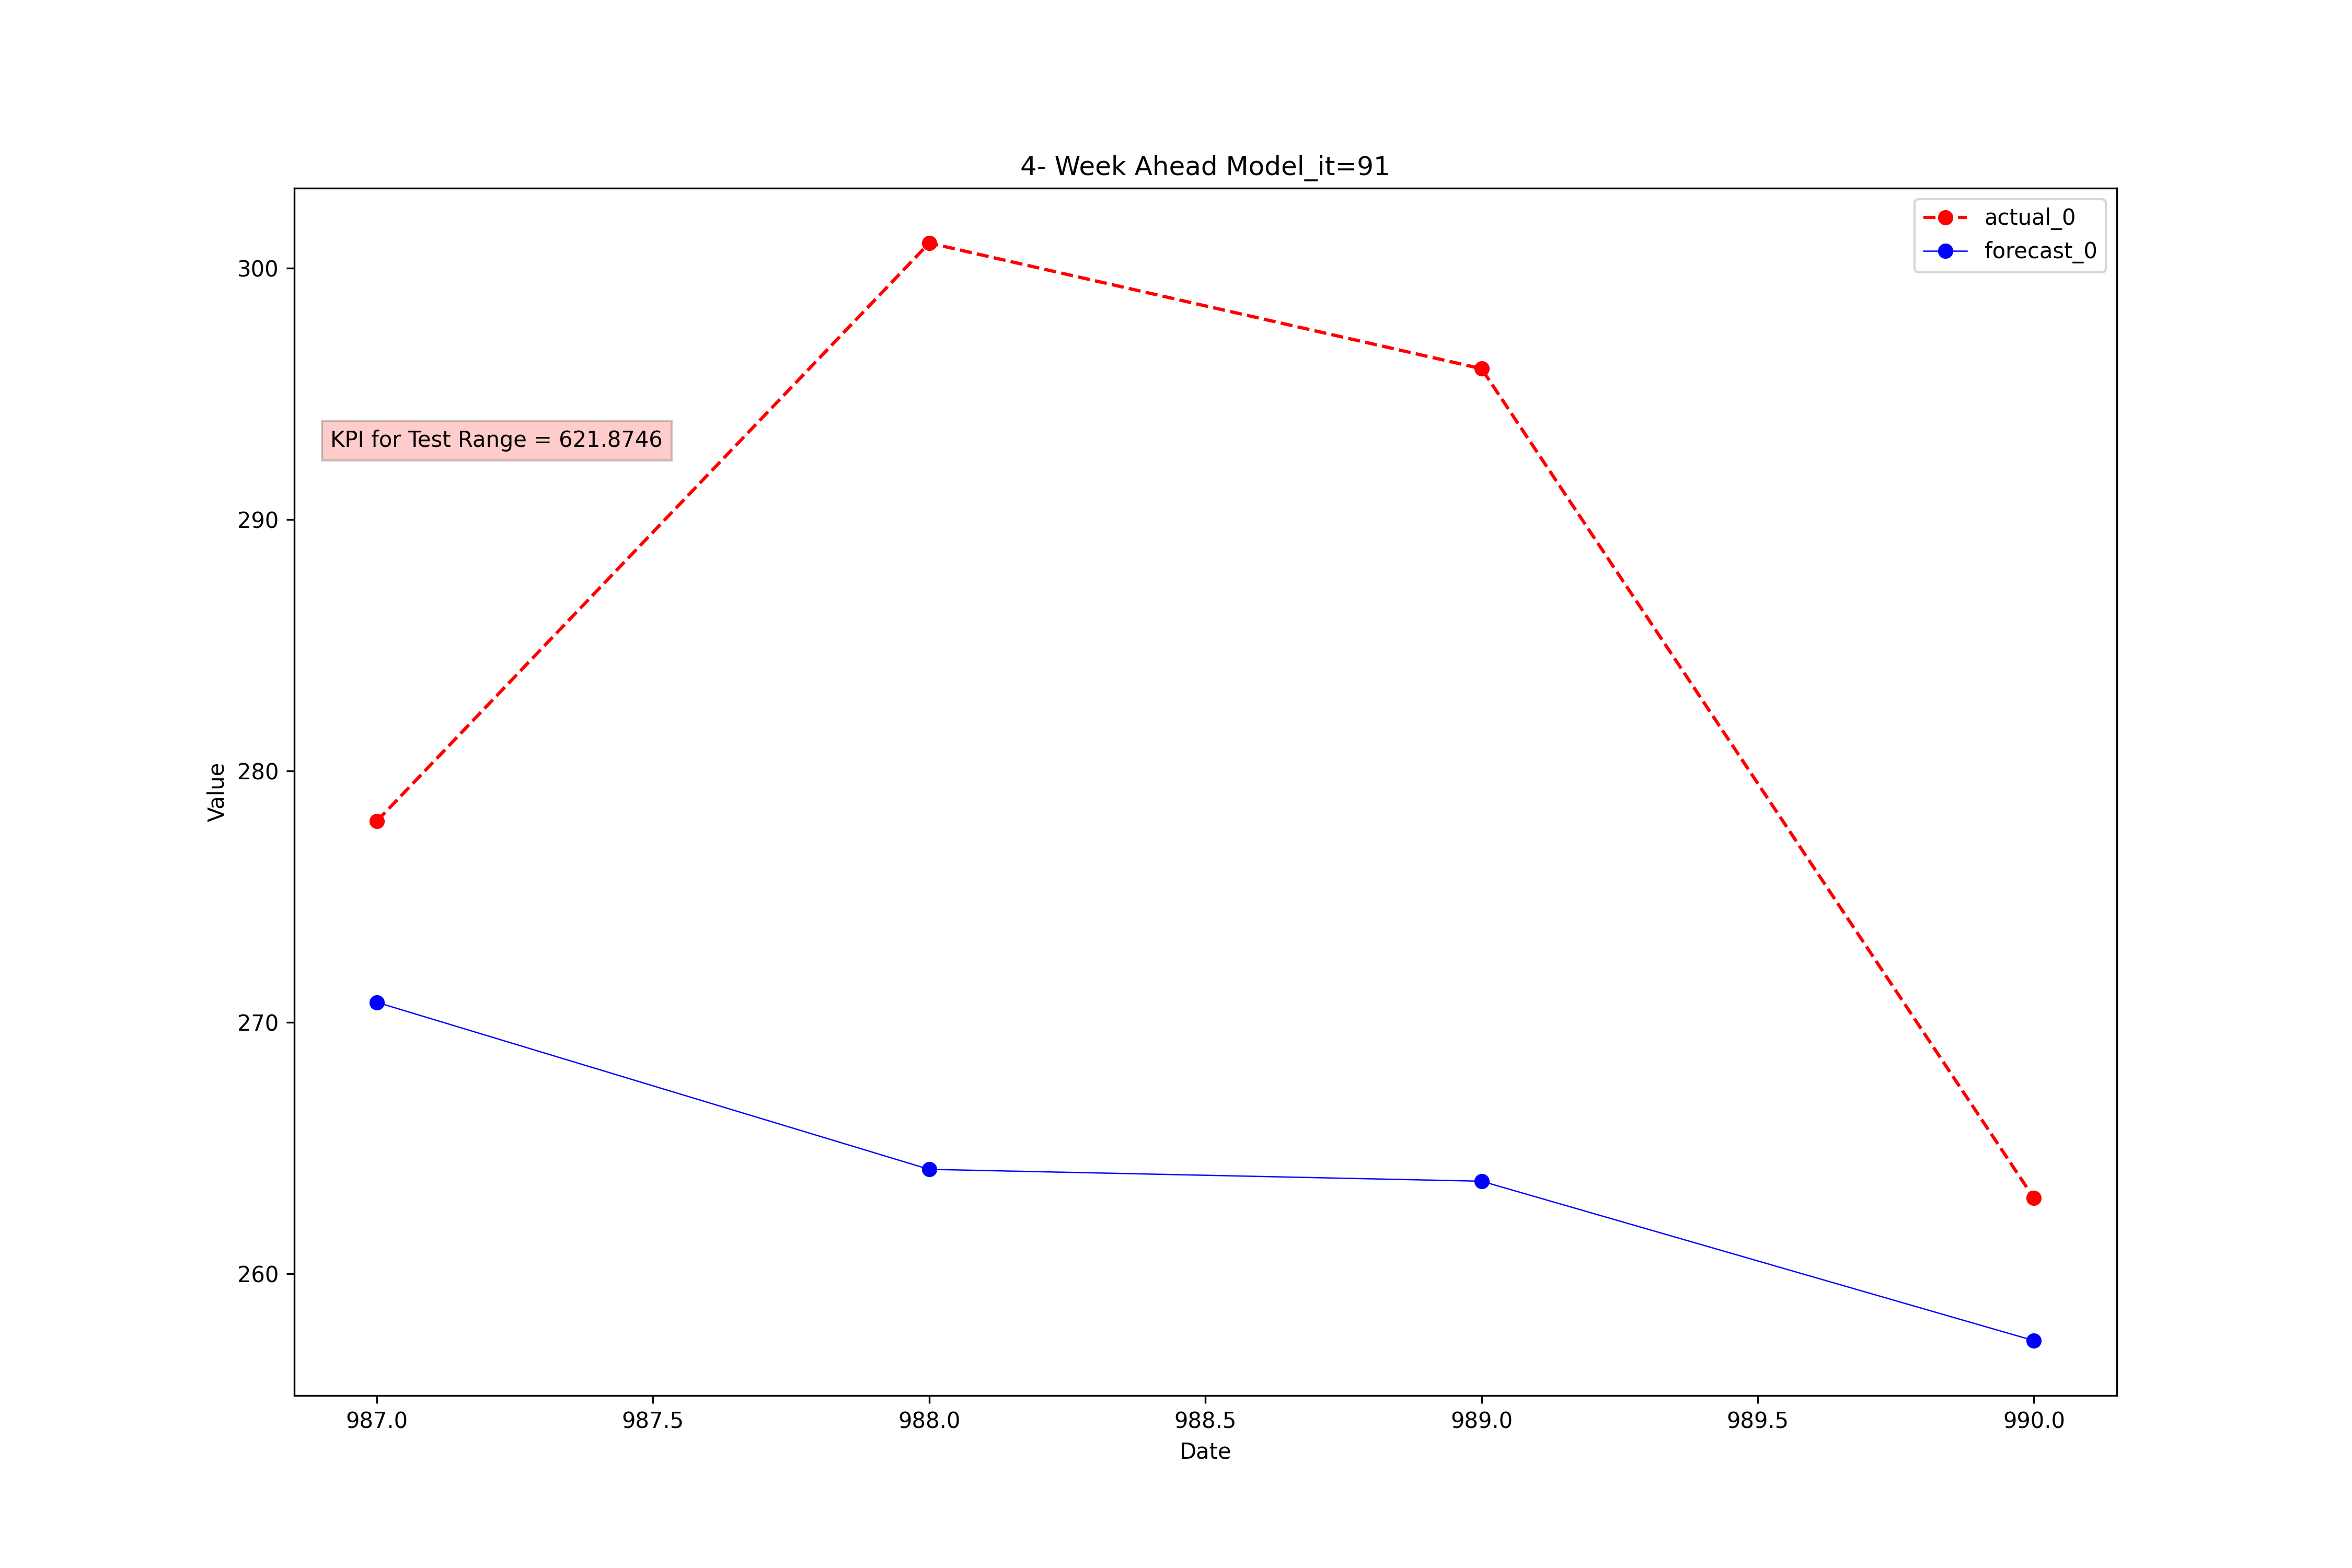 4- Week Ahead Model_it=91
actual_0
forecast_0
KPI for Test Range = 621.8746
300
290
280
270
260
Value
987.0 987.5 988.0 988.5 989.0 989.5 990.0
Date